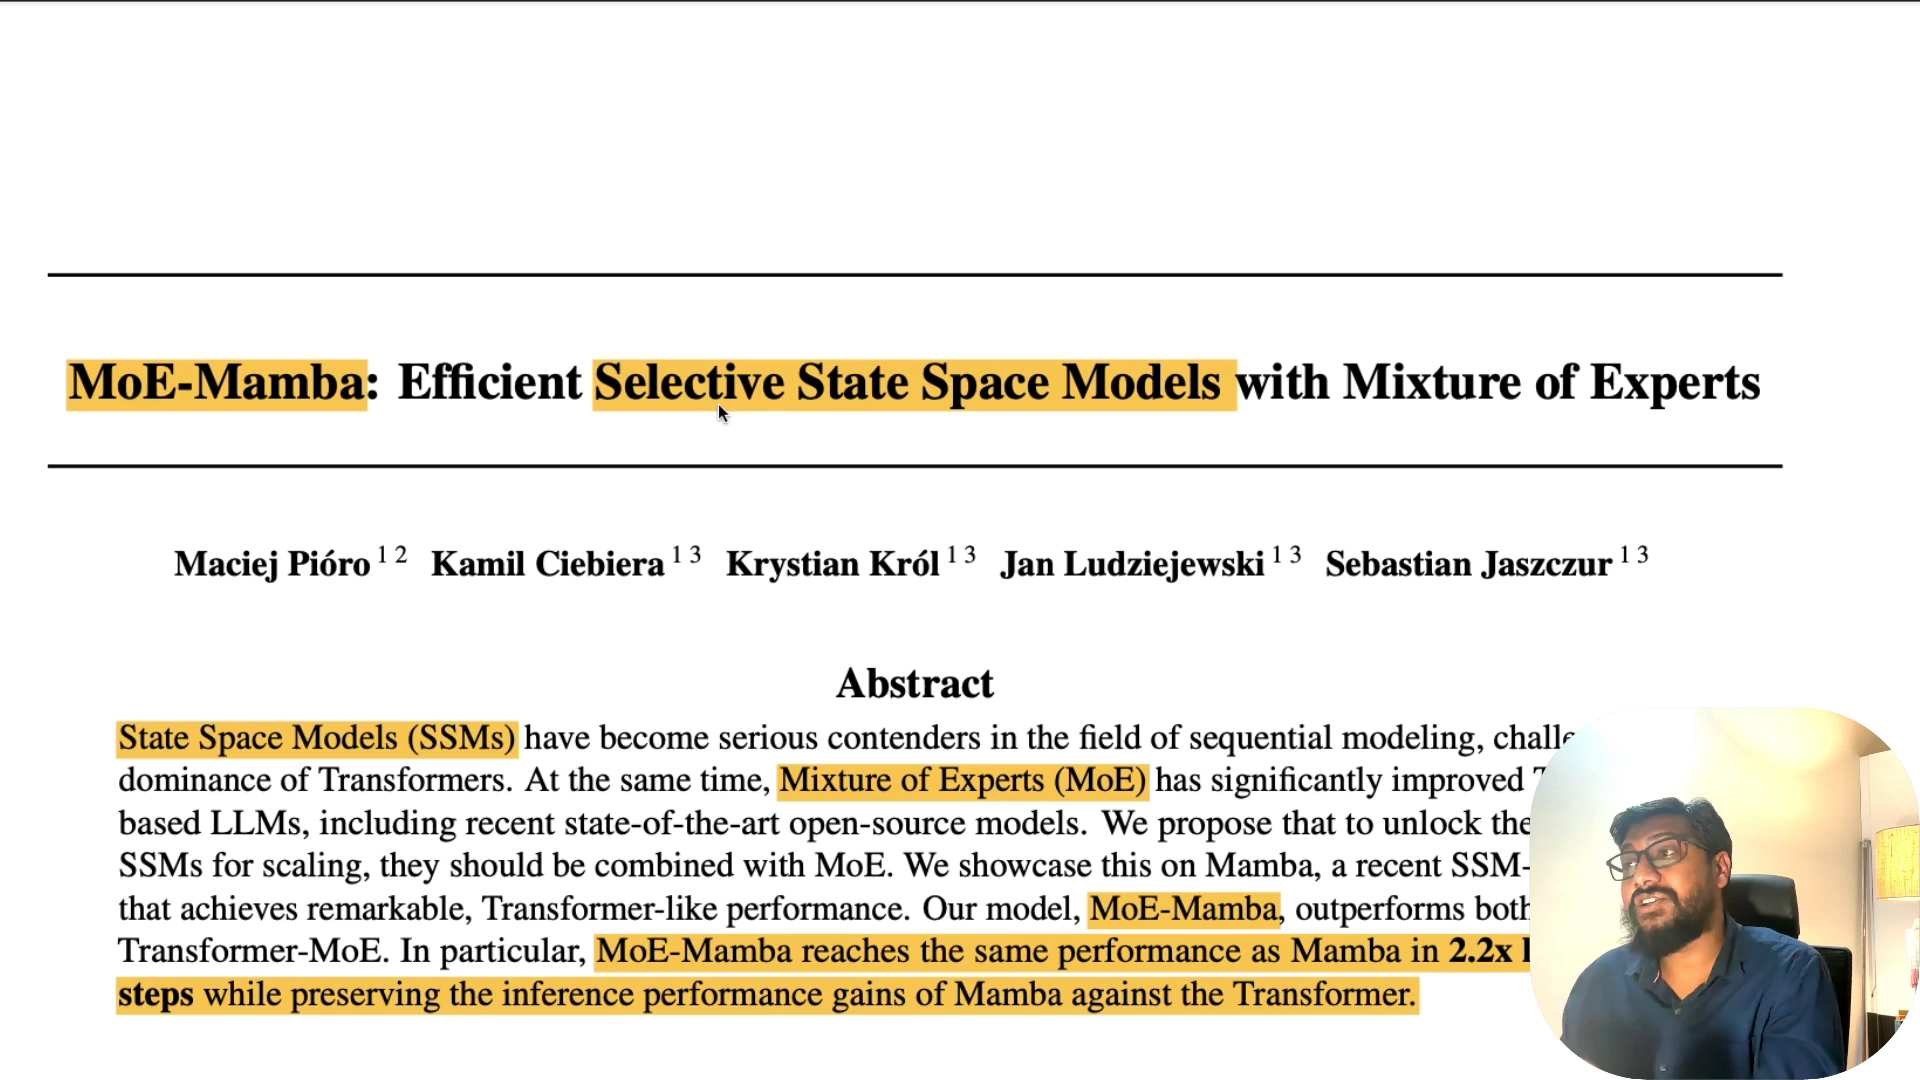 MoE-Mamba: Efficient Selective State Space Models with Mixture of Experts
Maciej Pióro 1 2 Kamil Ciebiera 1 3 Krystian Król 1 3 Jan Ludziejewski 1 3 Sebastian Jaszczur 1 3
Abstract
State Space Models (SSMs) have become serious contenders in the field of sequential modeling,
dominance of Transformers. At the same time, Mixture of Experts (MoE) has significantly improved
based LLMs, including recent state-of-the-art open-source models. We propose that to unlock the
SSMs for scaling, they should be combined with MoE. We showcase this on Mamba, a recent SSM-
that achieves remarkable, Transformer-like performance. Our model, MoE-Mamba, outperforms both
Transformer-MoE. In particular, MoE-Mamba reaches the same performance as Mamba in 2.2x
steps while preserving the inference performance gains of Mamba against the Transformer.